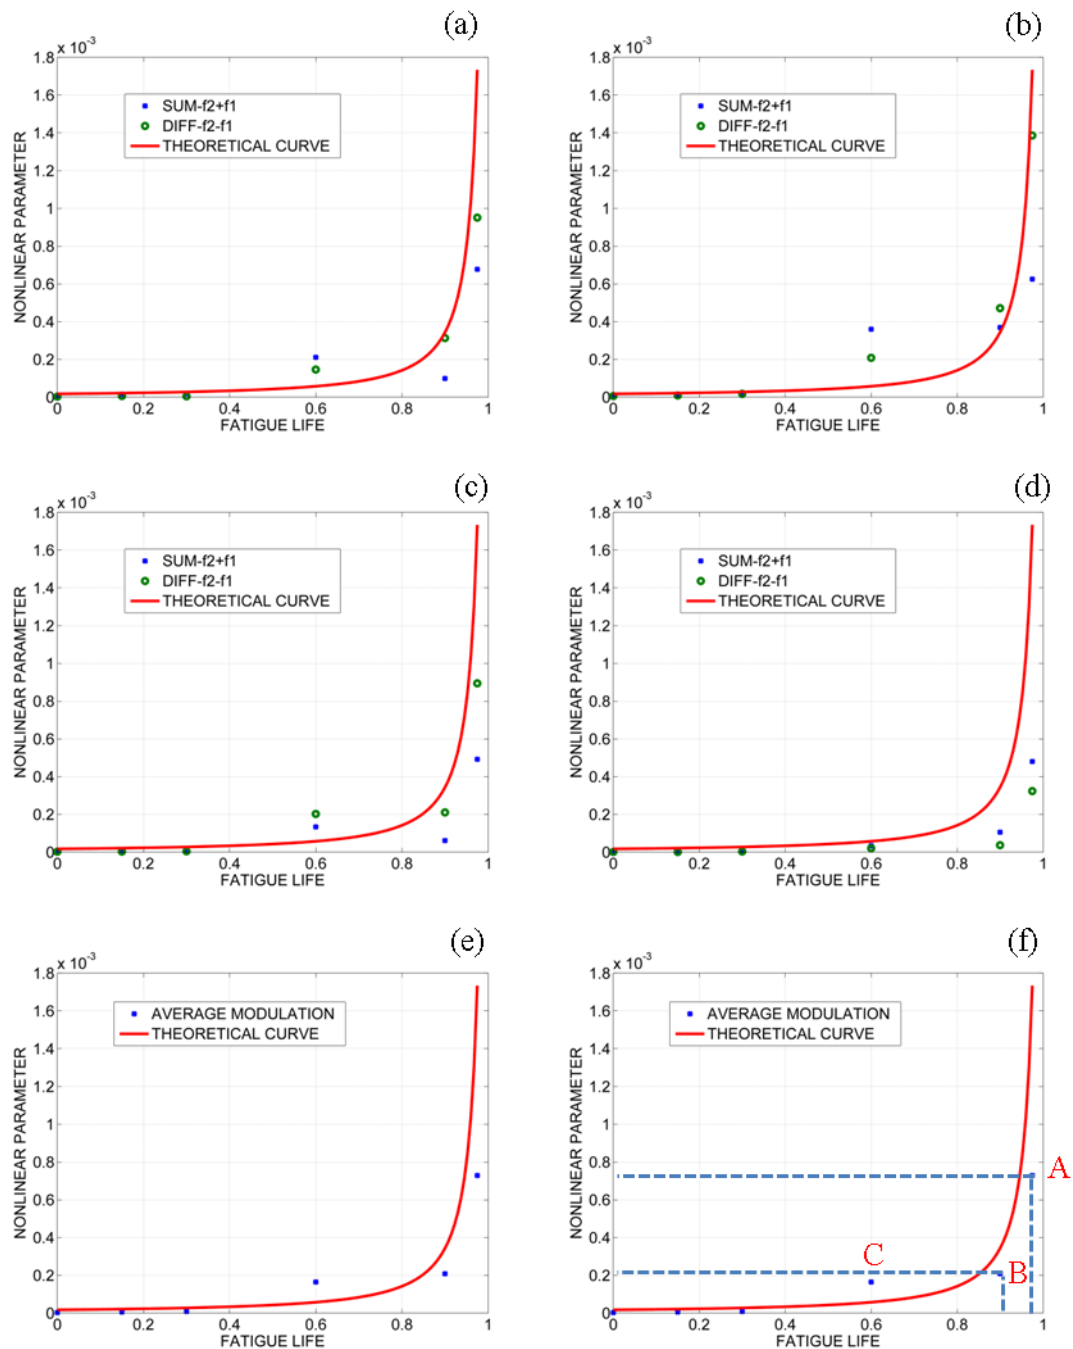 (a)
x 10⁻³
1.8
1.6
1.4
1.2
1
0.8
0.6
0.4
0.2
0
NONLINEAR PARAMETER
SUM-f2+f1
DIFF-f2-f1
THEORETICAL CURVE
0 0.2 0.4 0.6 0.8 1
FATIGUE LIFE
(b)
x 10⁻³
1.8
1.6
1.4
1.2
1
0.8
0.6
0.4
0.2
0
NONLINEAR PARAMETER
SUM-f2+f1
DIFF-f2-f1
THEORETICAL CURVE
0 0.2 0.4 0.6 0.8 1
FATIGUE LIFE
(c)
x 10⁻³
1.8
1.6
1.4
1.2
1
0.8
0.6
0.4
0.2
0
NONLINEAR PARAMETER
SUM-f2+f1
DIFF-f2-f1
THEORETICAL CURVE
0 0.2 0.4 0.6 0.8 1
FATIGUE LIFE
(d)
x 10⁻³
1.8
1.6
1.4
1.2
1
0.8
0.6
0.4
0.2
0
NONLINEAR PARAMETER
SUM-f2+f1
DIFF-f2-f1
THEORETICAL CURVE
0 0.2 0.4 0.6 0.8 1
FATIGUE LIFE
(e)
x 10⁻³
1.8
1.6
1.4
1.2
1
0.8
0.6
0.4
0.2
0
NONLINEAR PARAMETER
AVERAGE MODULATION
THEORETICAL CURVE
0 0.2 0.4 0.6 0.8 1
FATIGUE LIFE
(f)
x 10⁻³
1.8
1.6
1.4
1.2
1
0.8
0.6
0.4
0.2
0
NONLINEAR PARAMETER
AVERAGE MODULATION
THEORETICAL CURVE
A
C
B
0 0.2 0.4 0.6 0.8 1
FATIGUE LIFE